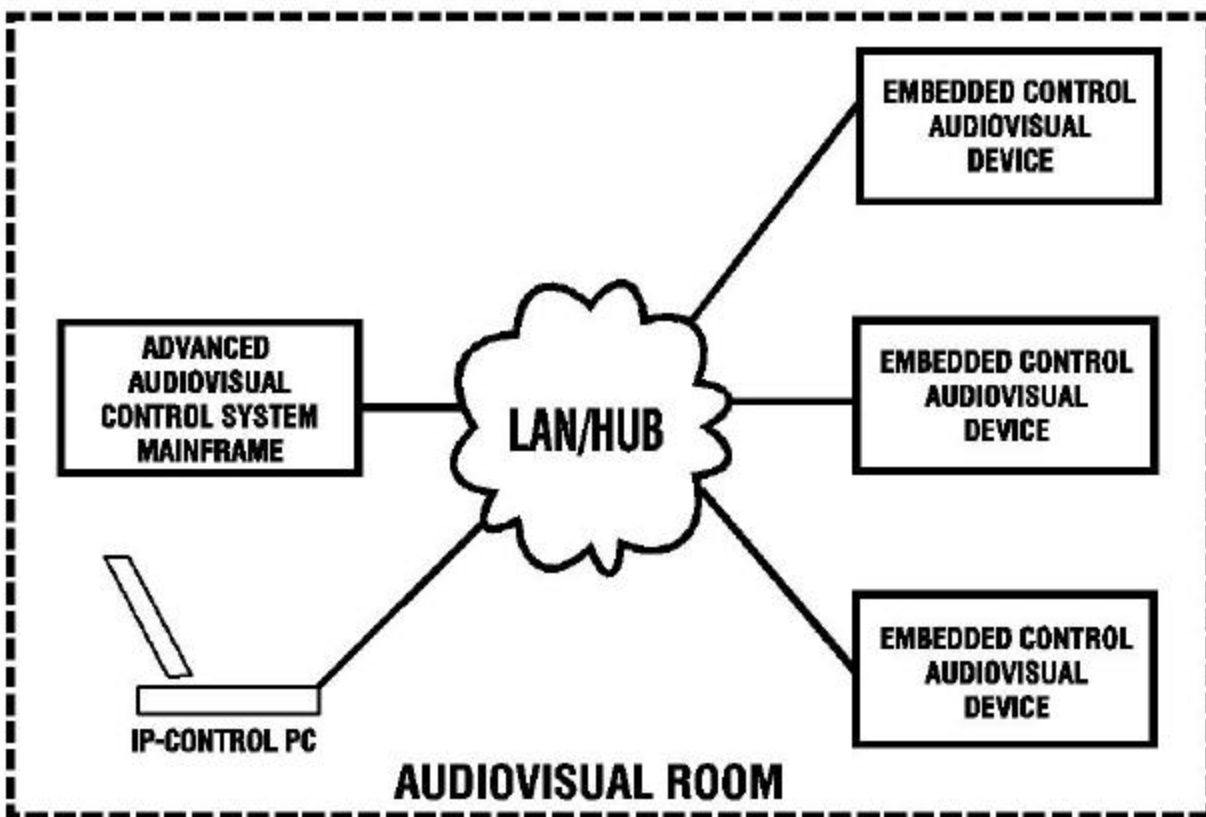 EMBEDDED CONTROL
AUDIOVISUAL
DEVICE
ADVANCED
AUDIOVISUAL
CONTROL SYSTEM
MAINFRAME
LAN/HUB
EMBEDDED CONTROL
AUDIOVISUAL
DEVICE
EMBEDDED CONTROL
AUDIOVISUAL
DEVICE
IP-CONTROL PC
AUDIOVISUAL ROOM